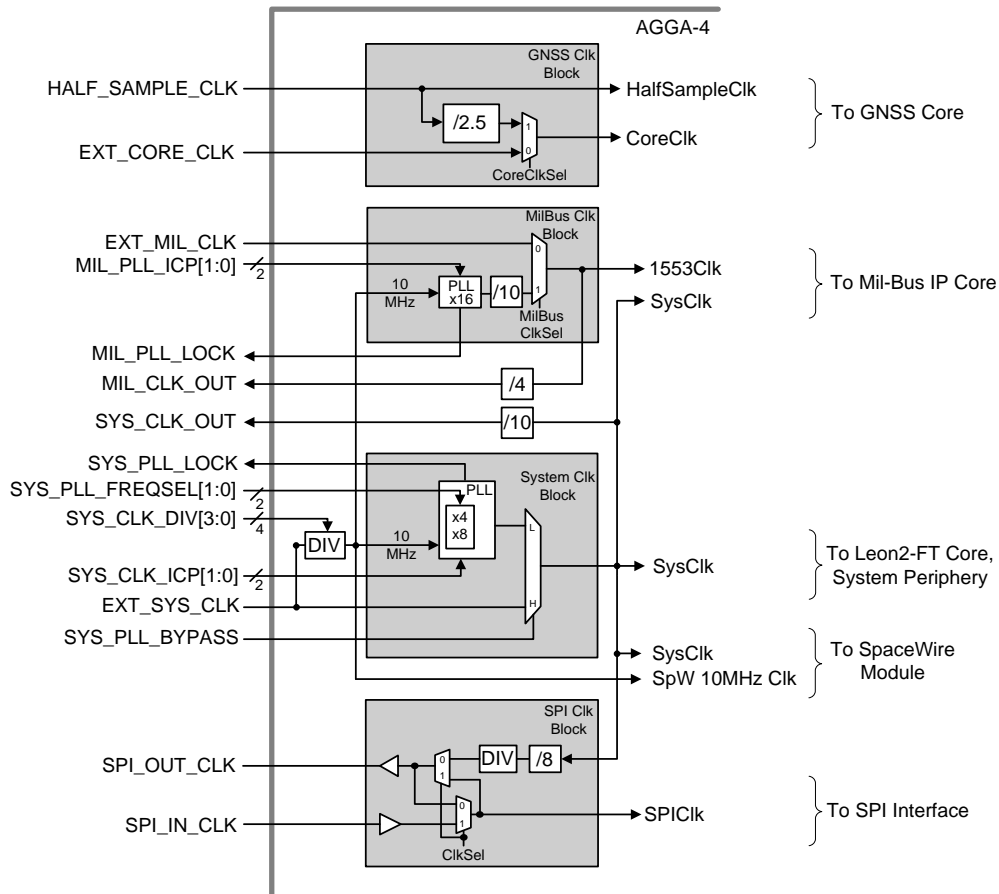 AGGA-4
GNSS Clk
Block
HALF_SAMPLE_CLK
HalfSampleClk
/2.5
1
0
CoreClk
To GNSS Core
EXT_CORE_CLK
CoreClkSel
MilBus Clk
Block
EXT_MIL_CLK
0
MIL_PLL_ICP[1:0]
2
10
MHz
PLL
x16
/10
1
1553Clk
To Mil-Bus IP Core
SysClk
MilBus
ClkSel
MIL_PLL_LOCK
MIL_CLK_OUT
/4
SYS_CLK_OUT
/10
SYS_PLL_LOCK
System Clk
Block
SYS_PLL_FREQSEL[1:0]
2
PLL
SYS_CLK_DIV[3:0]
4
x4
x8
L
DIV
10
MHz
SYS_CLK_ICP[1:0]
2
SysClk
To Leon2-FT Core,
System Periphery
EXT_SYS_CLK
H
SYS_PLL_BYPASS
SysClk
To SpaceWire
Module
SpW 10MHz Clk
SPI Clk
Block
SPI_OUT_CLK
0
1
DIV
/8
SPI_IN_CLK
0
1
SPIClk
To SPI Interface
ClkSel